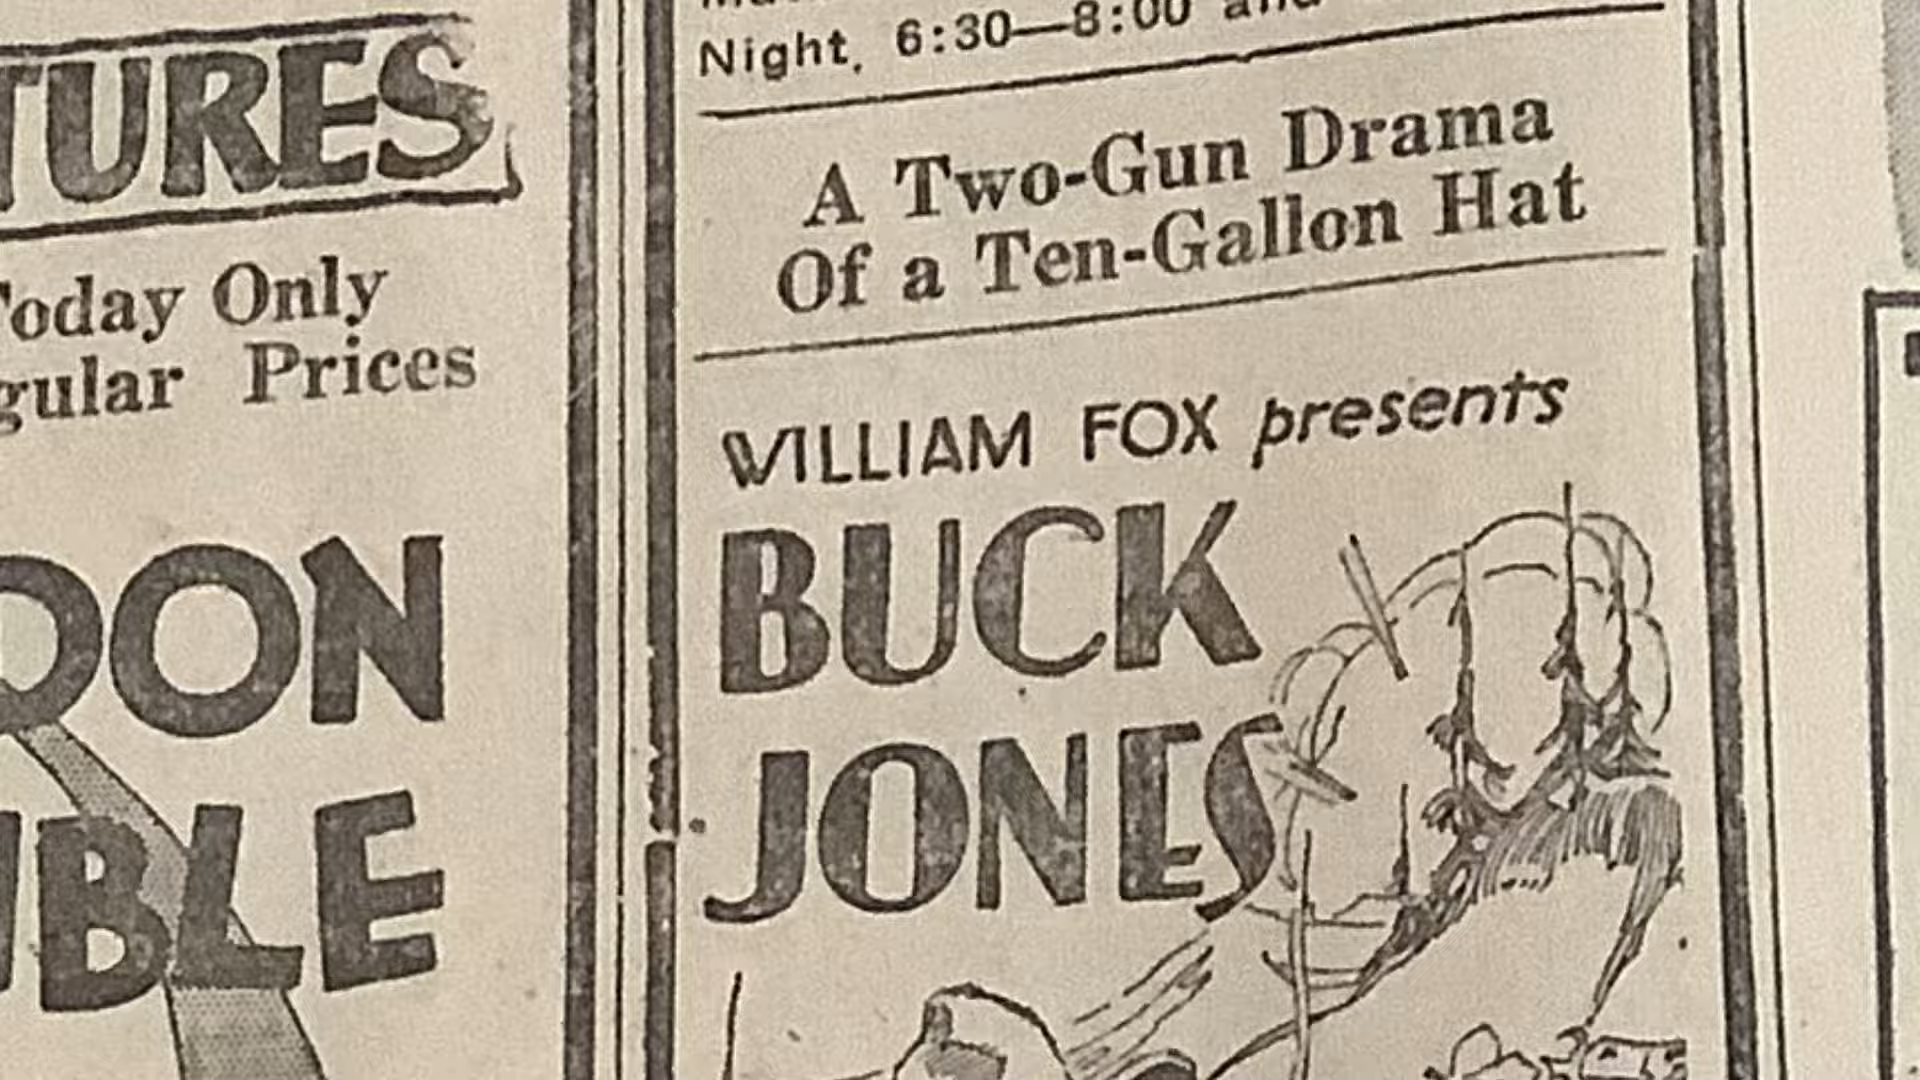 TURES
Today Only
gular Prices
OON
BLE
Night, 6:30—8:00 and
A Two-Gun Drama
Of a Ten-Gallon Hat
WILLIAM FOX presents
BUCK
JONES